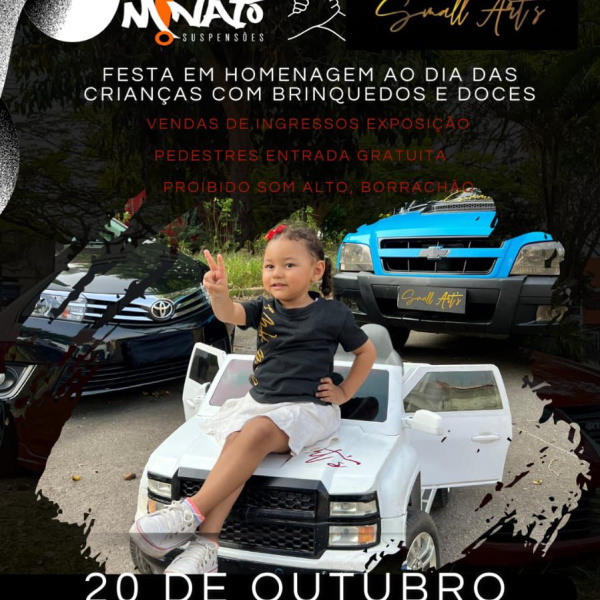 MINATO
SUSPENSÕES
Small Art's
FESTA EM HOMENAGEM AO DIA DAS
CRIANÇAS COM BRINQUEDOS E DOCES
VENDAS DE INGRESSOS EXPOSIÇÃO
PEDESTRES ENTRADA GRATUITA
PROIBIDO SOM ALTO, BORRACHÃO
Small Art's
20 DE OUTUBRO